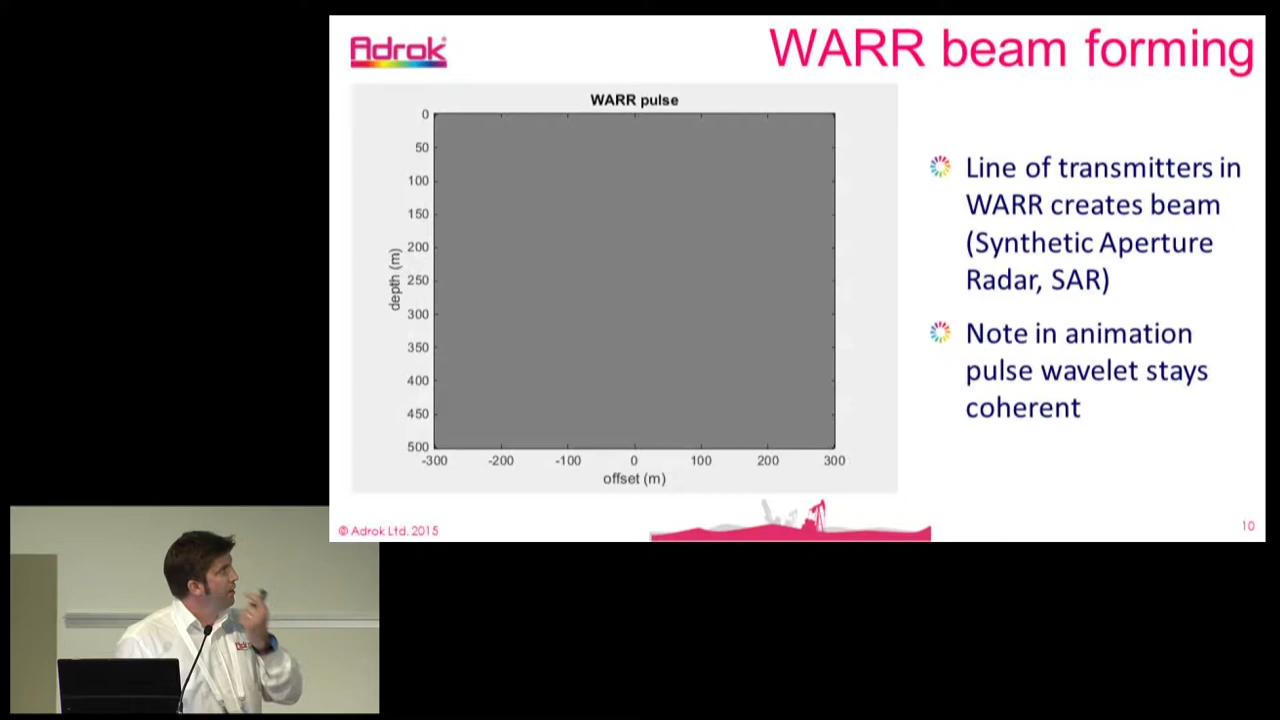 Adrok
WARR beam forming
WARR pulse
0
50
100
150
200
250
300
350
400
450
500
depth (m)
-300 -200 -100 0 100 200 300
offset (m)
Line of transmitters in
WARR creates beam
(Synthetic Aperture
Radar, SAR)
Note in animation
pulse wavelet stays
coherent
© Adrok Ltd. 2015
10